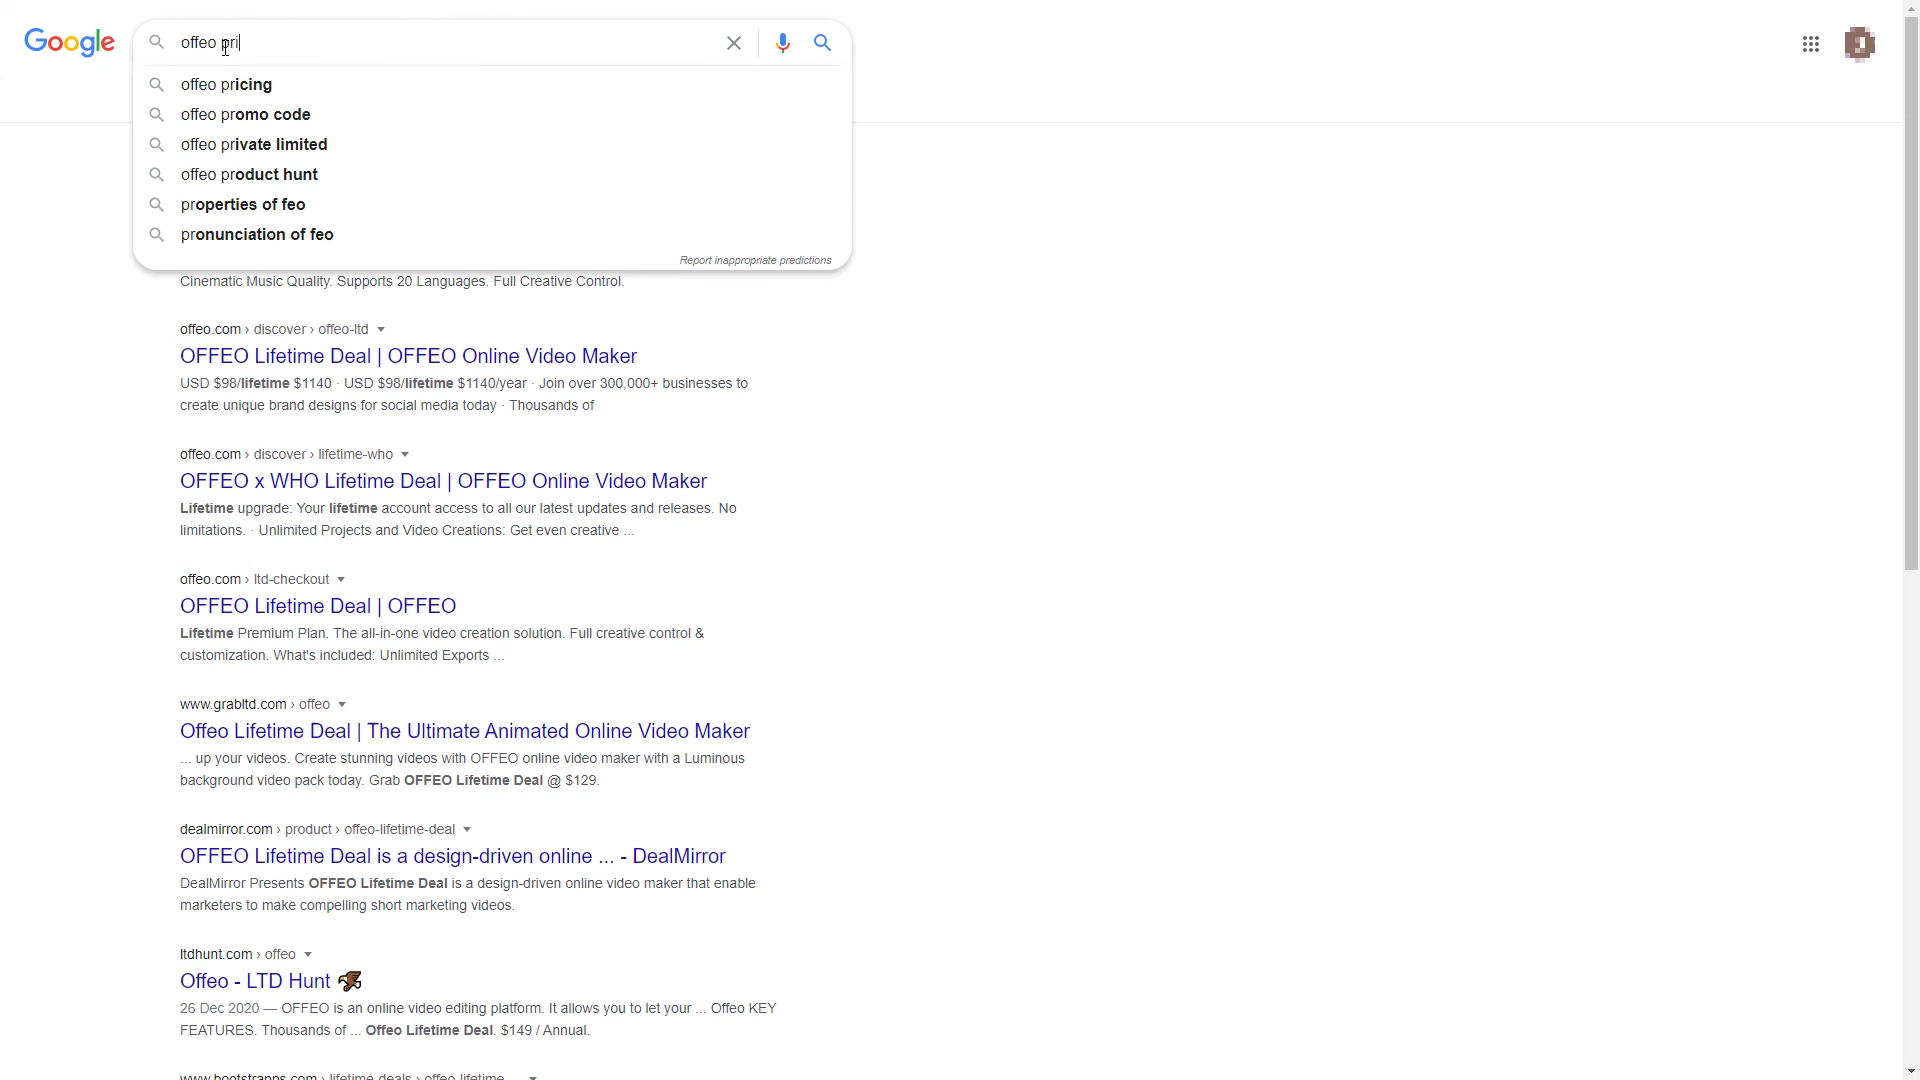 Google
offeo pri
offeo pricing
offeo promo code
offeo private limited
offeo product hunt
properties of feo
pronunciation of feo
Report inappropriate predictions
Cinematic Music Quality. Supports 20 Languages. Full Creative Control.
offeo.com › discover › offeo-ltd
OFFEO Lifetime Deal | OFFEO Online Video Maker
USD $98/lifetime $1140 · USD $98/lifetime $1140/year · Join over 300,000+ businesses to
create unique brand designs for social media today · Thousands of
offeo.com › discover › lifetime-who
OFFEO x WHO Lifetime Deal | OFFEO Online Video Maker
Lifetime upgrade: Your lifetime account access to all our latest updates and releases. No
limitations. · Unlimited Projects and Video Creations: Get even creative ...
offeo.com › ltd-checkout
OFFEO Lifetime Deal | OFFEO
Lifetime Premium Plan. The all-in-one video creation solution. Full creative control &
customization. What's included: Unlimited Exports ...
www.grabltd.com › offeo
Offeo Lifetime Deal | The Ultimate Animated Online Video Maker
... up your videos. Create stunning videos with OFFEO online video maker with a Luminous
background video pack today. Grab OFFEO Lifetime Deal @ $129.
dealmirror.com › product › offeo-lifetime-deal
OFFEO Lifetime Deal is a design-driven online ... - DealMirror
DealMirror Presents OFFEO Lifetime Deal is a design-driven online video maker that enable
marketers to make compelling short marketing videos.
ltdhunt.com › offeo
Offeo - LTD Hunt
26 Dec 2020 — OFFEO is an online video editing platform. It allows you to let your ... Offeo KEY
FEATURES. Thousands of ... Offeo Lifetime Deal. $149 / Annual.
www.bootstrapps.com › lifetime-deals › offeo-lifetime...